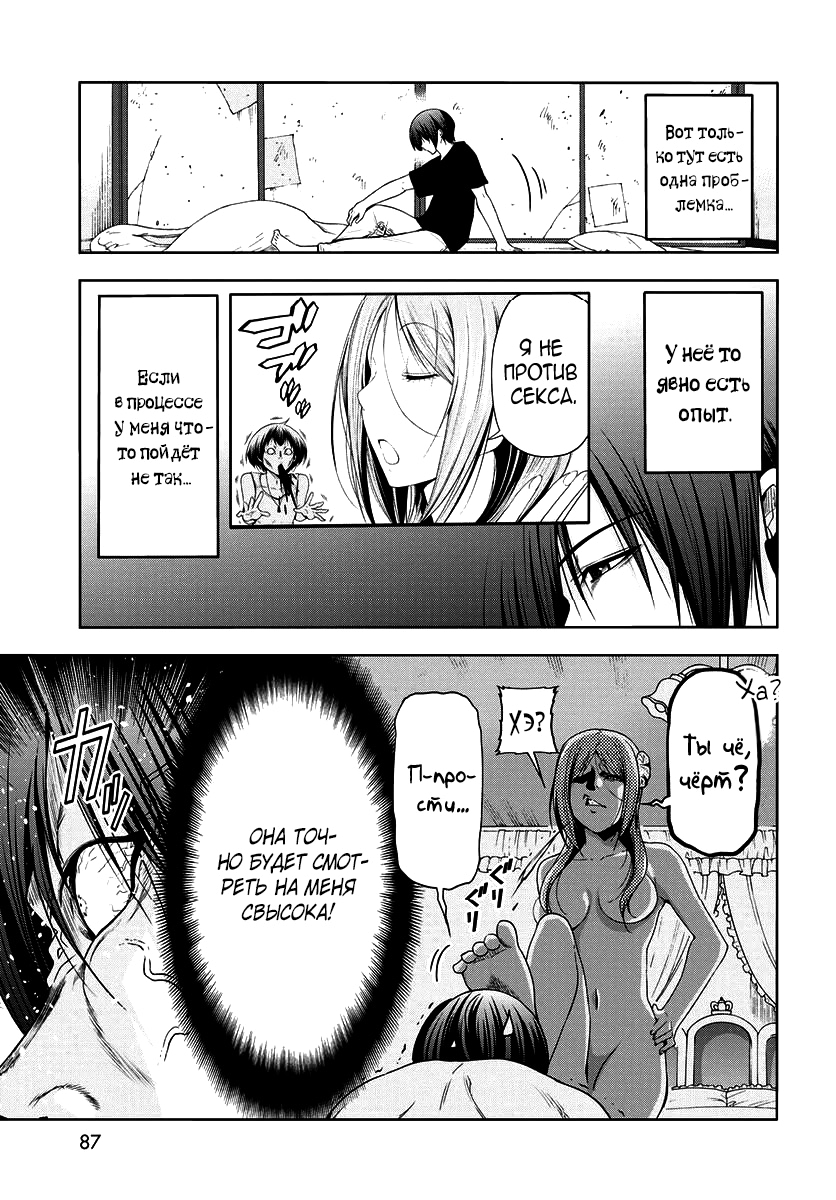 Вот толь-
ко тут есть
одна проб-
лемка...
У неё то
явно есть
опыт.
Я НЕ
ПРОТИВ
СЕКСА.
Если
в процессе
у меня что-
то пойдёт
не так...
Ха?
Ты чё,
чёрт?
ХЭ?
П-про-
сти...
ОНА ТОЧ-
НО БУДЕТ СМОТ-
РЕТЬ НА МЕНЯ
СВЫСОКА!
87